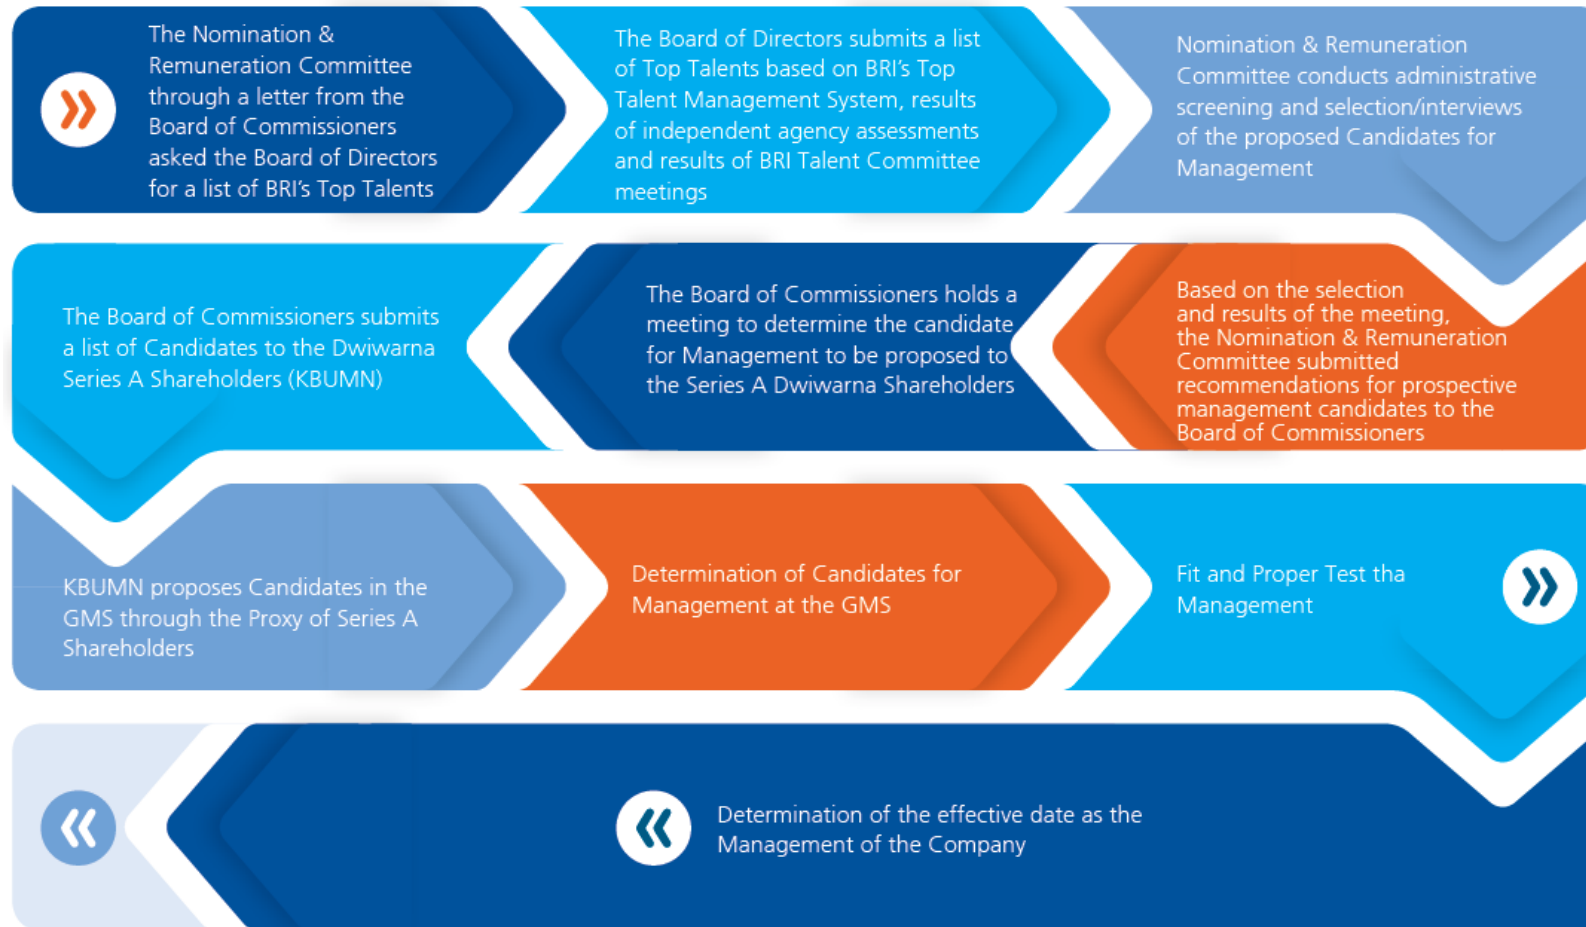 The Nomination &
Remuneration Committee
through a letter from the
Board of Commissioners
asked the Board of Directors
for a list of BRI's Top Talents
The Board of Directors submits a list
of Top Talents based on BRI's Top
Talent Management System, results
of independent agency assessments
and results of BRI Talent Committee
meetings
Nomination & Remuneration
Committee conducts administrative
screening and selection/interviews
of the proposed Candidates for
Management
Based on the selection
and results of the meeting,
the Nomination & Remuneration
Committee submitted
recommendations for prospective
management candidates to the
Board of Commissioners
The Board of Commissioners holds a
meeting to determine the candidate
for Management to be proposed to
the Series A Dwiwarna Shareholders
The Board of Commissioners submits
a list of Candidates to the Dwiwarna
Series A Shareholders (KBUMN)
KBUMN proposes Candidates in the
GMS through the Proxy of Series A
Shareholders
Determination of Candidates for
Management at the GMS
Fit and Proper Test tha
Management
Determination of the effective date as the
Management of the Company